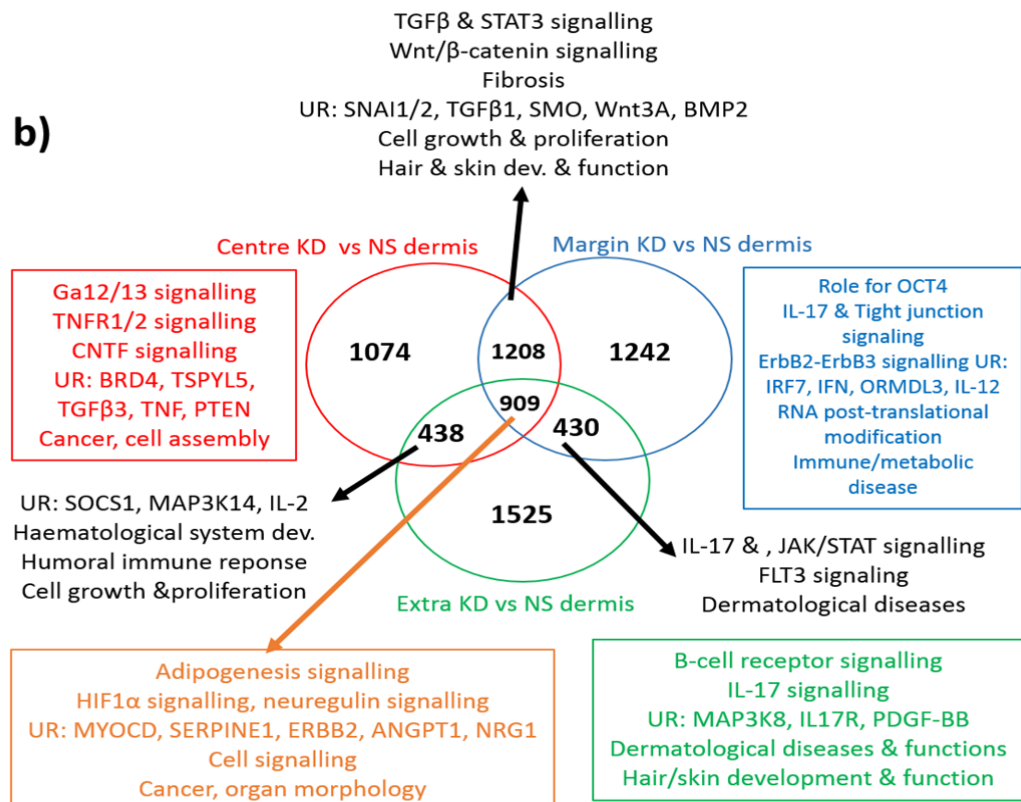 TGFβ & STAT3 signalling
Wnt/β-catenin signalling
Fibrosis
UR: SNAI1/2, TGFβ1, SMO, Wnt3A, BMP2
Cell growth & proliferation
Hair & skin dev. & function
b)
Centre KD vs NS dermis
Margin KD vs NS dermis
Ga12/13 signalling
TNFR1/2 signalling
CNTF signalling
UR: BRD4, TSPYL5,
TGFβ3, TNF, PTEN
Cancer, cell assembly
1074
1208
1242
909
438
430
1525
Role for OCT4
IL-17 & Tight junction
signaling
ErbB2-ErbB3 signalling UR:
IRF7, IFN, ORMDL3, IL-12
RNA post-translational
modification
Immune/metabolic
disease
UR: SOCS1, MAP3K14, IL-2
Haematological system dev.
Humoral immune reponse
Cell growth &proliferation
Extra KD vs NS dermis
IL-17 & , JAK/STAT signalling
FLT3 signaling
Dermatological diseases
Adipogenesis signalling
HIF1α signalling, neuregulin signalling
UR: MYOCD, SERPINE1, ERBB2, ANGPT1, NRG1
Cell signalling
Cancer, organ morphology
B-cell receptor signalling
IL-17 signalling
UR: MAP3K8, IL17R, PDGF-BB
Dermatological diseases & functions
Hair/skin development & function